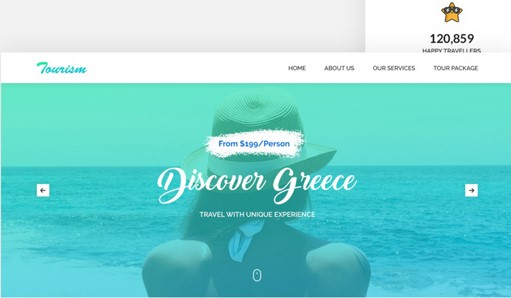 120,859
HAPPY TRAVELLERS
Tourism
HOME ABOUT US OUR SERVICES TOUR PACKAGE
From $199/Person
Discover Greece
TRAVEL WITH UNIQUE EXPERIENCE